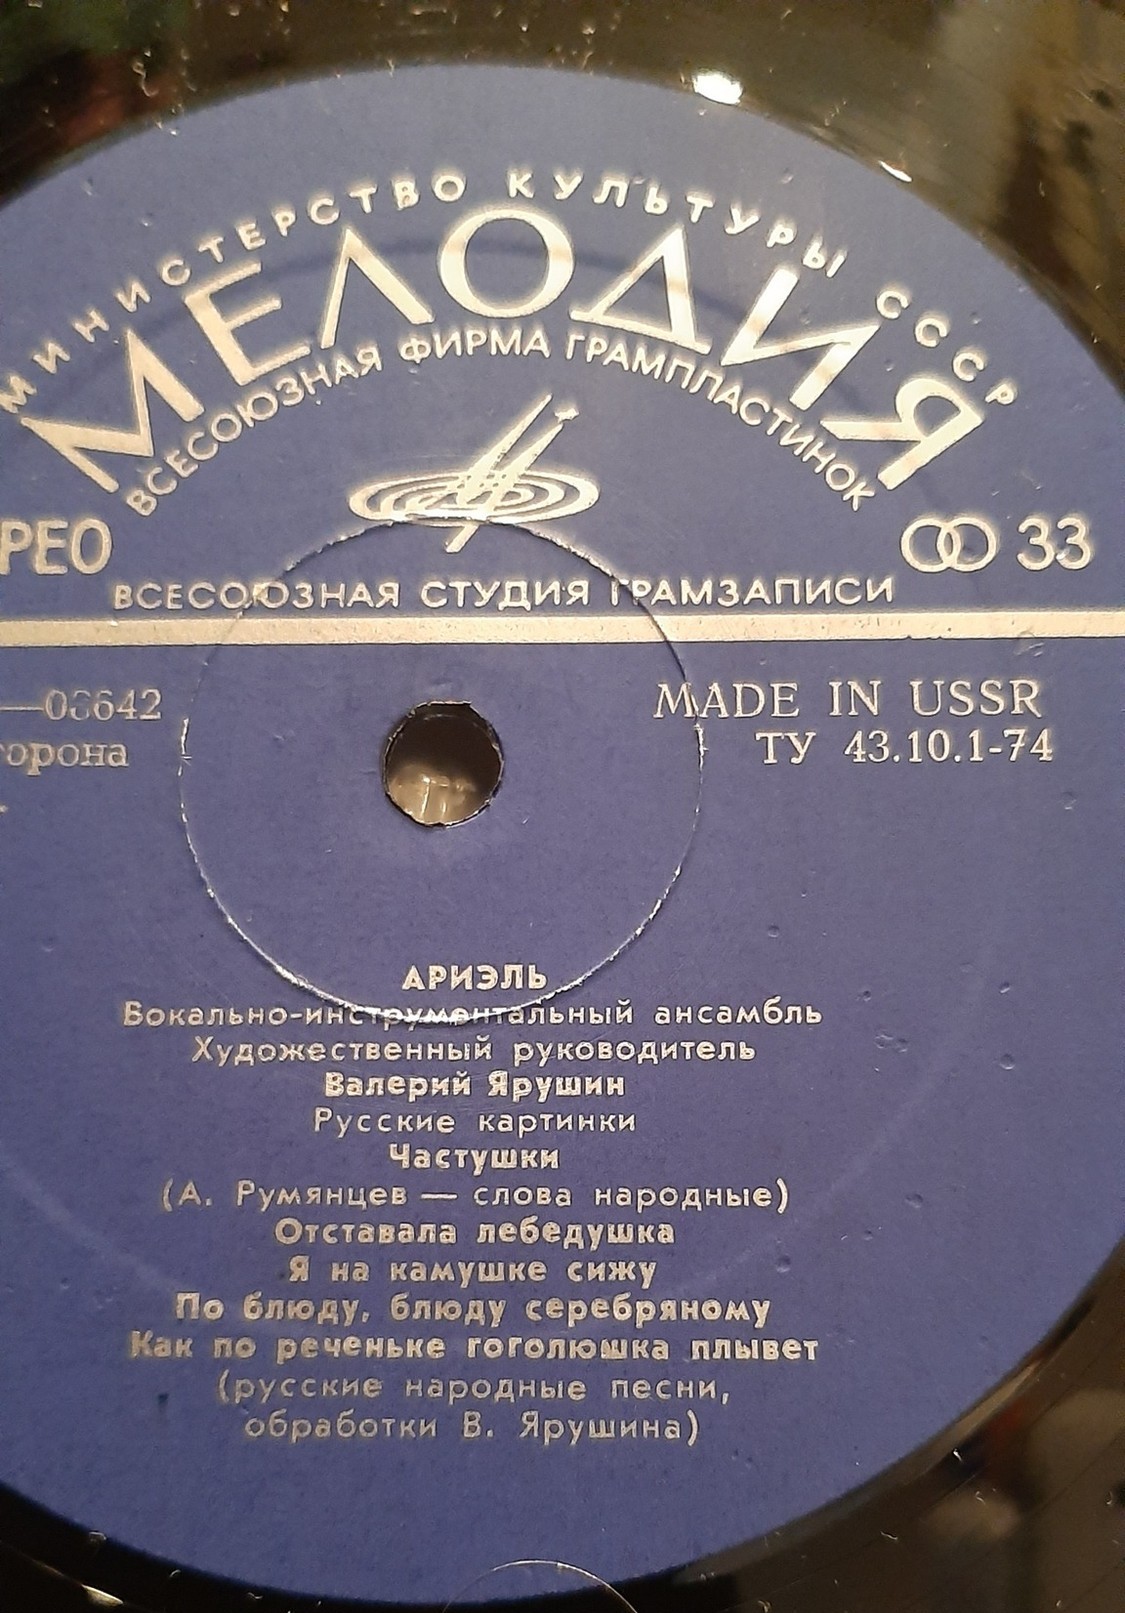 МИНИСТЕРСТВО КУЛЬТУРЫ СССР
МЕЛОДИЯ
ВСЕСОЮЗНАЯ ФИРМА ГРАМПЛАСТИНОК
РЕО 33
ВСЕСОЮЗНАЯ СТУДИЯ ГРАМЗАПИСИ
—06642 MADE IN USSR
орона ТУ 43.10.1-74
АРИЭЛЬ
Вокально-инструментальный ансамбль
Художественный руководитель
Валерий Ярушин
Русские картинки
Частушки
(А. Румянцев — слова народные)
Отставала лебедушка
Я на камушке сижу
По блюду, блюду серебряному
Как по реченьке гоголюшка плывет
(русские народные песни,
обработки В. Ярушина)